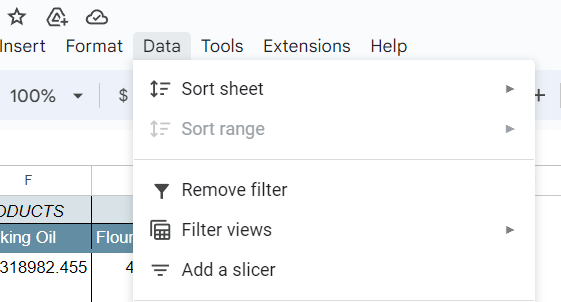 Insert Format Data Tools Extensions Help
100% $ +
Sort sheet
Sort range
Remove filter
Filter views
Add a slicer
F
ODUCTS
king Oil Flour
318982.455 4